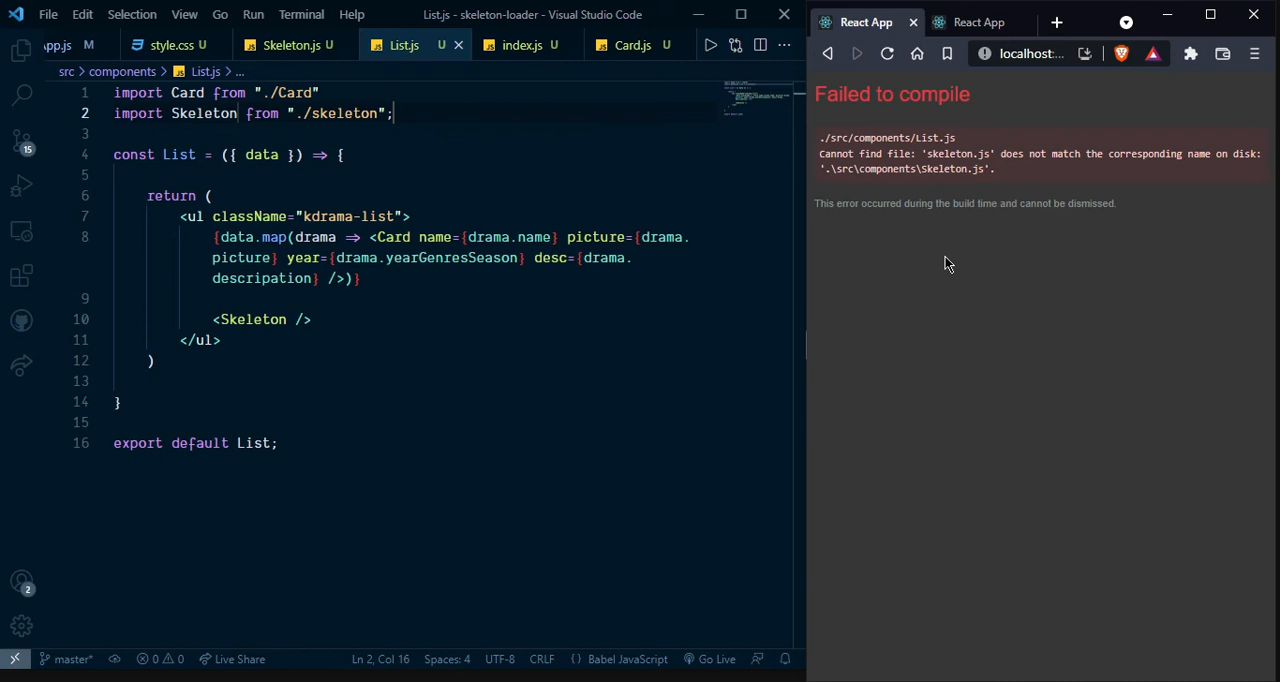 File Edit Selection View Go Run Terminal Help List.js - skeleton-loader - Visual Studio Code
App.js M style.css U Skeleton.js U List.js U index.js U Card.js U
src > components > List.js > ...
1 import Card from "./Card"
2 import Skeleton from "./skeleton";
3
4 const List = ({ data }) => {
5
6 return (
7 <ul className="kdrama-list">
8 {data.map(drama => <Card name={drama.name} picture={drama.
picture} year={drama.yearGenresSeason} desc={drama.
descripation} />)}
9
10 <Skeleton />
11 </ul>
12 )
13
14 }
15
16 export default List;
15
2
master* 0 0 Live Share Ln 2, Col 16 Spaces: 4 UTF-8 CRLF {} Babel JavaScript Go Live
React App React App
localhost:...
Failed to compile
./src/components/List.js
Cannot find file: 'skeleton.js' does not match the corresponding name on disk:
'.\src\components\Skeleton.js'.
This error occurred during the build time and cannot be dismissed.